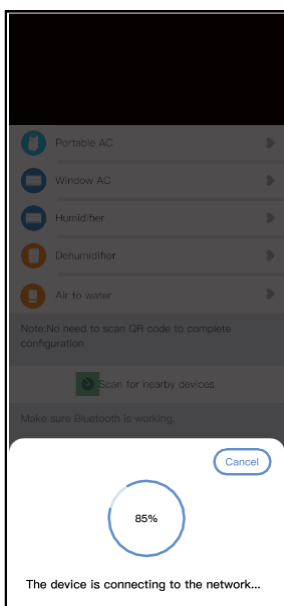 Portable AC
Window AC
Humidifier
Dehumidifier
Air to water
Note:No need to scan QR code to complete
configuration
Scan for nearby devices
Make sure Bluetooth is working.
Cancel
85%
The device is connecting to the network...